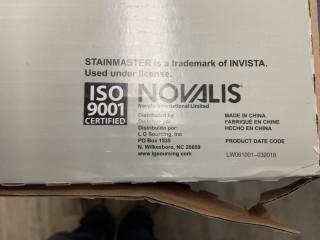 STAINMASTER is a trademark of INVISTA.
Used under license.
ISO
9001
CERTIFIED
NOVALIS®
Novalis International Limited
Distributed by
Distribué par
Distribuido por:
L G Sourcing, Inc
PO Box 1535
N. Wilkesboro, NC 28659
www.lgsourcing.com
MADE IN CHINA
FABRIQUÉ EN CHINE
HECHO EN CHINA
PRODUCT DATE CODE
LW061001-032018